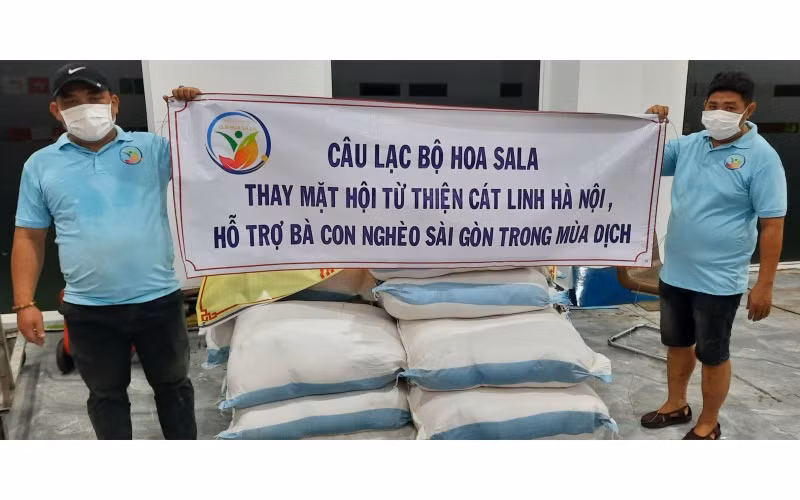 CÂU LẠC BỘ HOA SALA
THAY MẶT HỘI TỪ THIỆN CÁT LINH HÀ NỘI,
HỖ TRỢ BÀ CON NGHÈO SÀI GÒN TRONG MÙA DỊCH